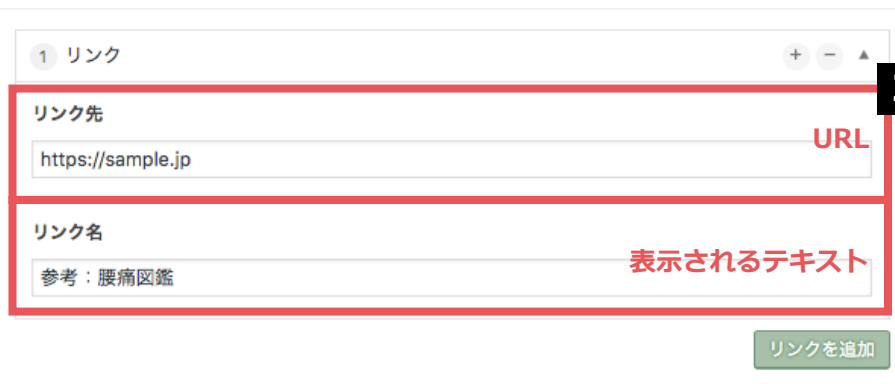 1 リンク + − ▲
リンク先
URL
https://sample.jp
リンク名
表示されるテキスト
参考：腰痛図鑑
リンクを追加